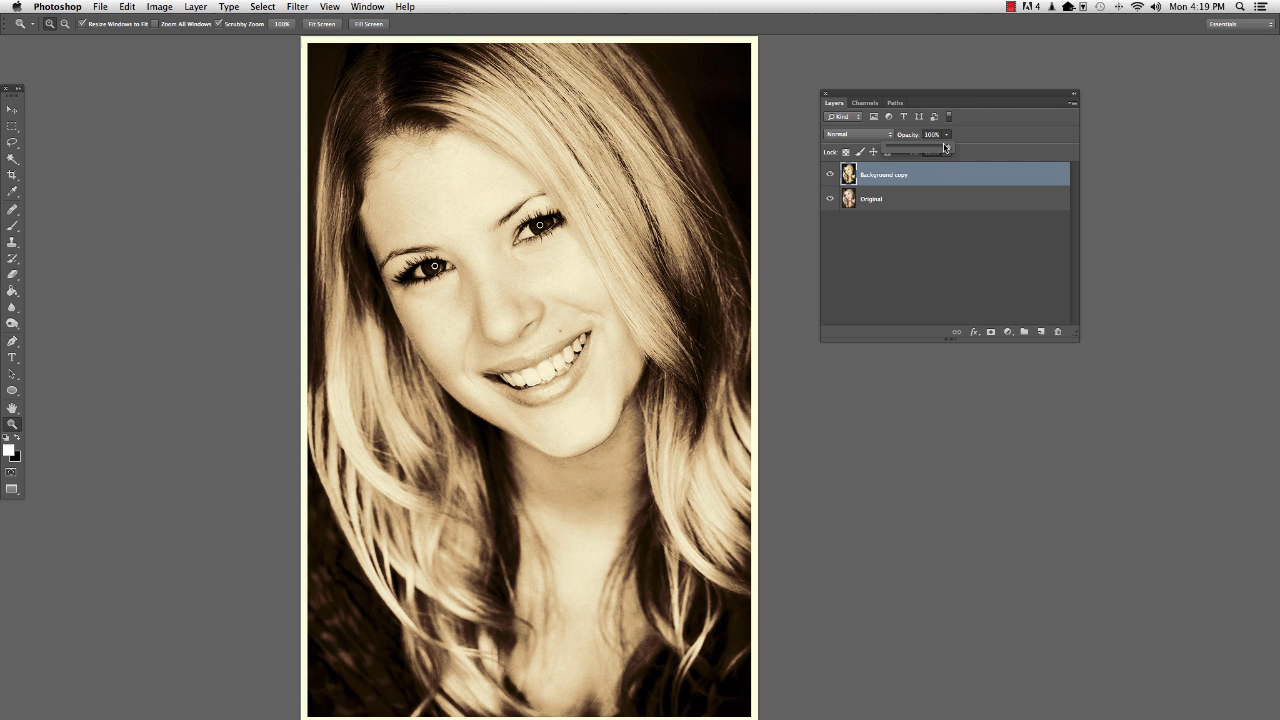 Photoshop File Edit Image Layer Type Select Filter View Window Help 4 Mon 4:19 PM
Resize Windows to Fit Zoom All Windows Scrubby Zoom 100% Fit Screen Fill Screen Essentials
Layers Channels Paths
Kind
Normal Opacity: 100%
Lock:
Background copy
Original